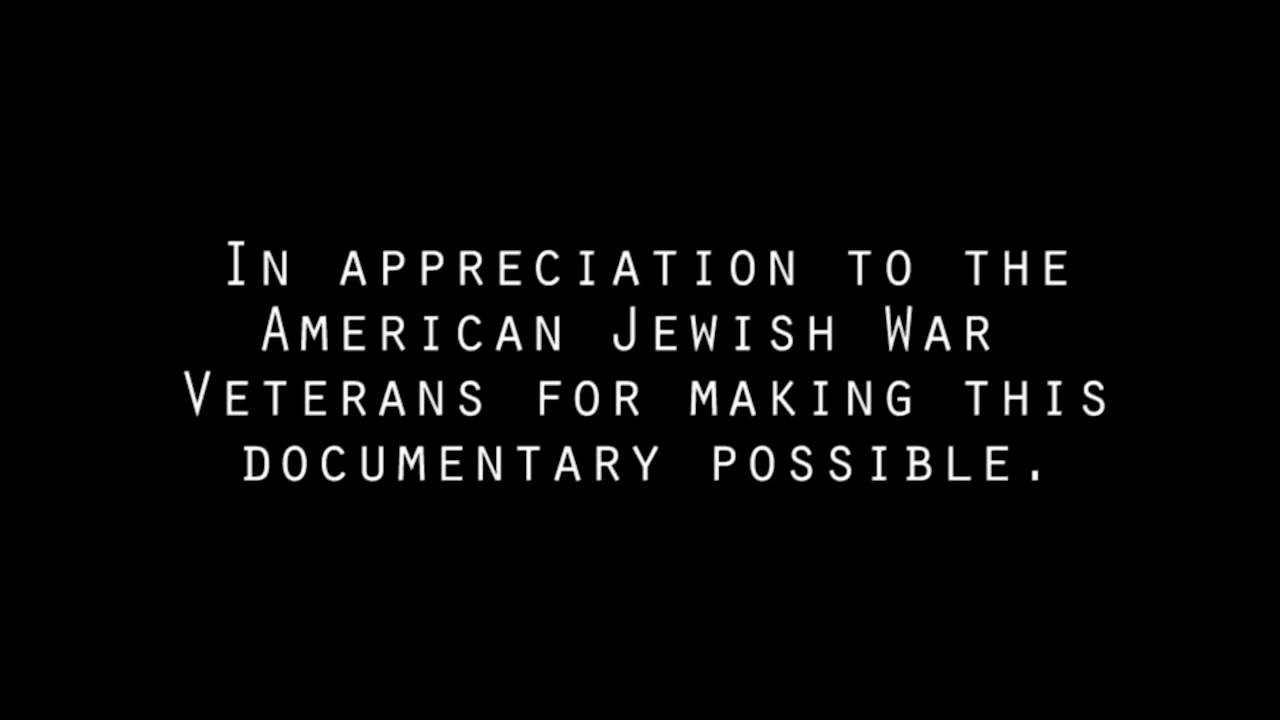 In appreciation to the
American Jewish War
Veterans for making this
documentary possible.